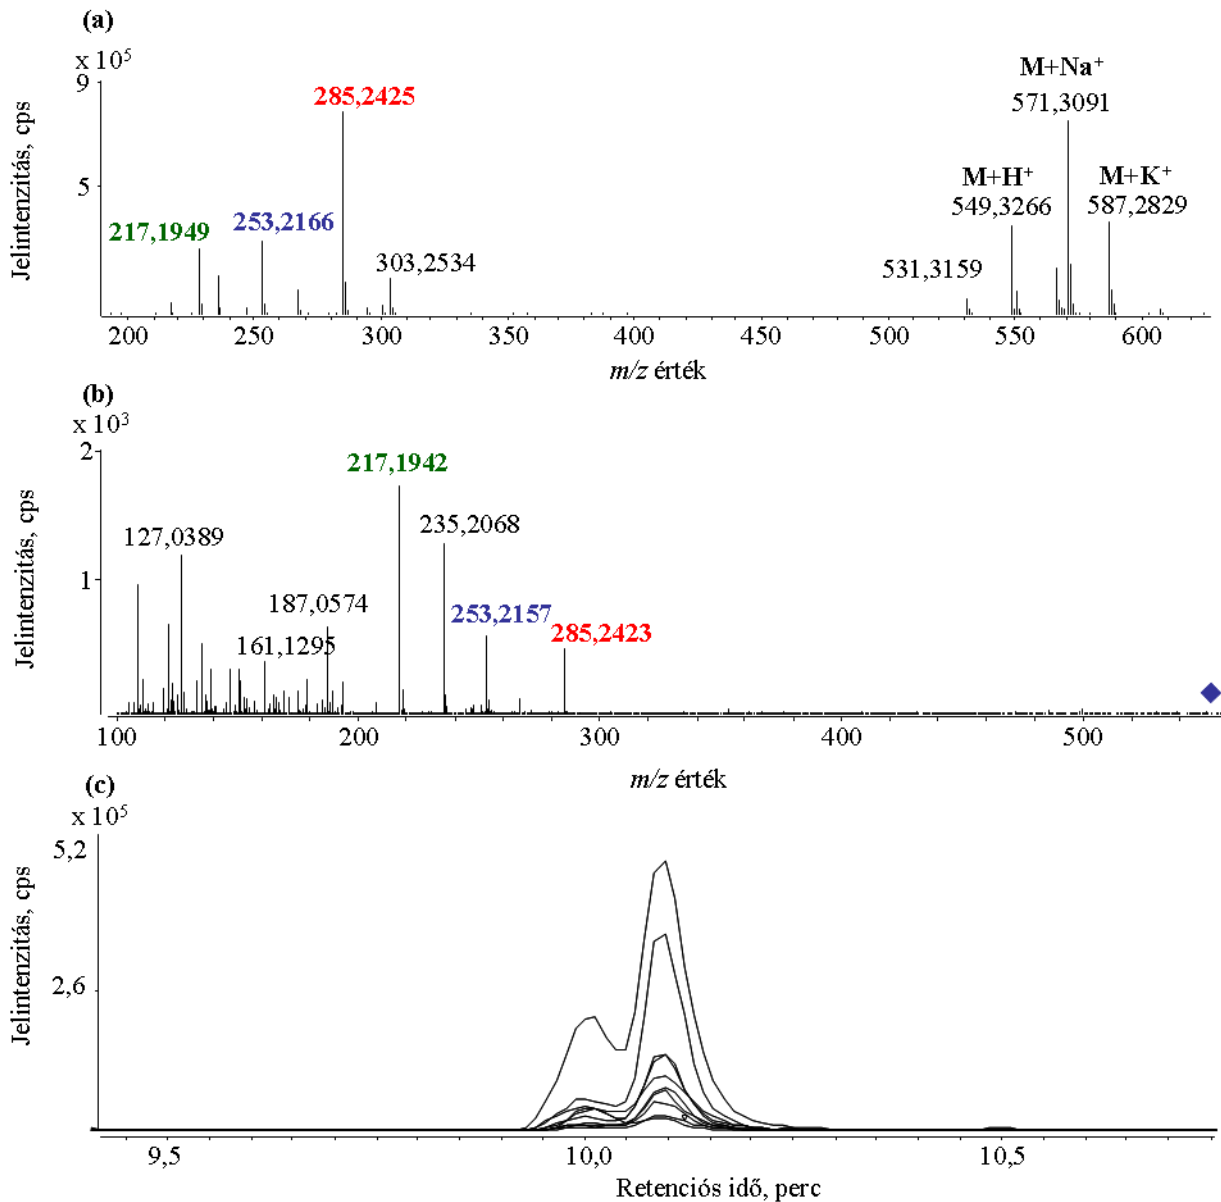 (a)
x 10⁵
9
5
Jelintenzitás, cps
285,2425
217,1949
253,2166
303,2534
M+Na⁺
571,3091
M+H⁺
549,3266
M+K⁺
587,2829
531,3159
200 250 300 350 400 450 500 550 600
m/z érték
(b)
x 10³
2
1
Jelintenzitás, cps
217,1942
127,0389
235,2068
187,0574
253,2157
285,2423
161,1295
100 200 300 400 500
m/z érték
(c)
x 10⁵
5,2
2,6
Jelintenzitás, cps
9,5 10,0 10,5
Retenciós idő, perc